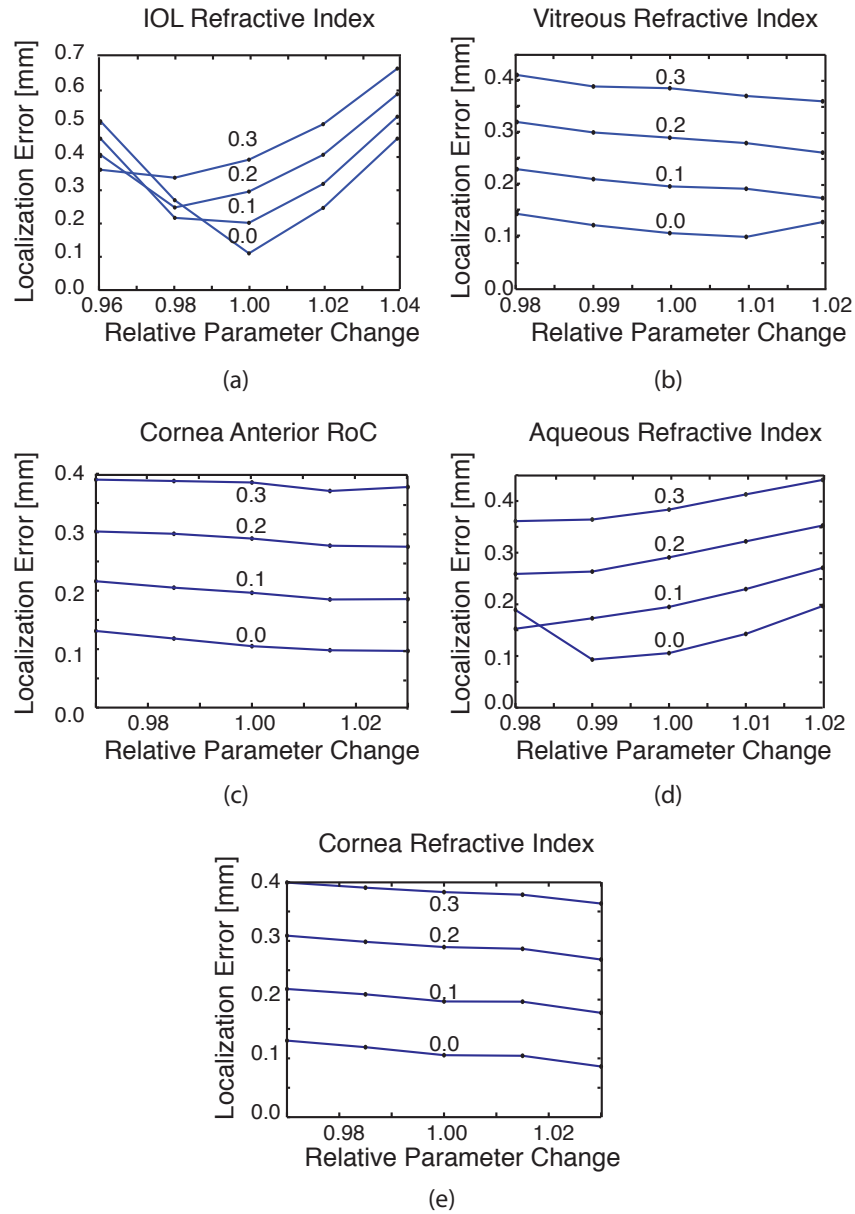 IOL Refractive Index
Localization Error [mm]
0.7
0.6
0.5
0.4
0.3
0.2
0.1
0.0
0.3
0.2
0.1
0.0
0.96 0.98 1.00 1.02 1.04
Relative Parameter Change
(a)
Vitreous Refractive Index
Localization Error [mm]
0.4
0.3
0.2
0.1
0.0
0.3
0.2
0.1
0.0
0.98 0.99 1.00 1.01 1.02
Relative Parameter Change
(b)
Cornea Anterior RoC
Localization Error [mm]
0.4
0.3
0.2
0.1
0.0
0.3
0.2
0.1
0.0
0.98 1.00 1.02
Relative Parameter Change
(c)
Aqueous Refractive Index
Localization Error [mm]
0.4
0.3
0.2
0.1
0.0
0.3
0.2
0.1
0.0
0.98 0.99 1.00 1.01 1.02
Relative Parameter Change
(d)
Cornea Refractive Index
Localization Error [mm]
0.4
0.3
0.2
0.1
0.0
0.3
0.2
0.1
0.0
0.98 1.00 1.02
Relative Parameter Change
(e)